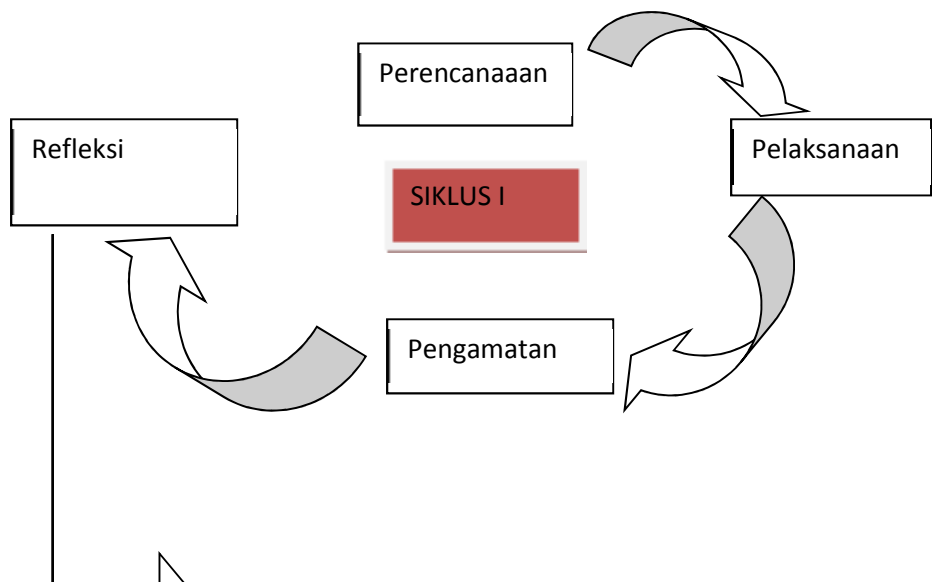 Perencanaaan
Refleksi
Pelaksanaan
SIKLUS I
Pengamatan